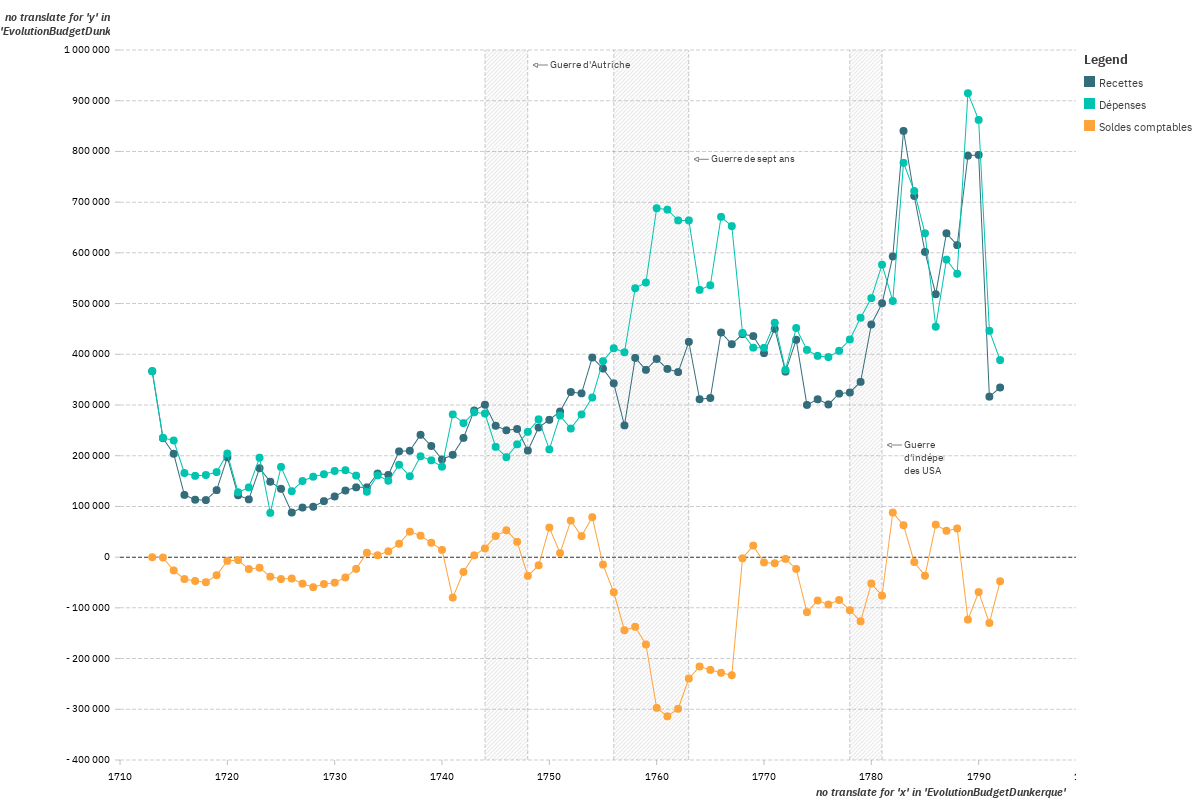 no translate for 'y' in
'EvolutionBudgetDunk
1 000 000
900 000
800 000
700 000
600 000
500 000
400 000
300 000
200 000
100 000
0
- 100 000
- 200 000
- 300 000
- 400 000
Guerre d'Autriche
Guerre de sept ans
Guerre
d'indépe
des USA
Legend
Recettes
Dépenses
Soldes comptables
1710 1720 1730 1740 1750 1760 1770 1780 1790
no translate for 'x' in 'EvolutionBudgetDunkerque'